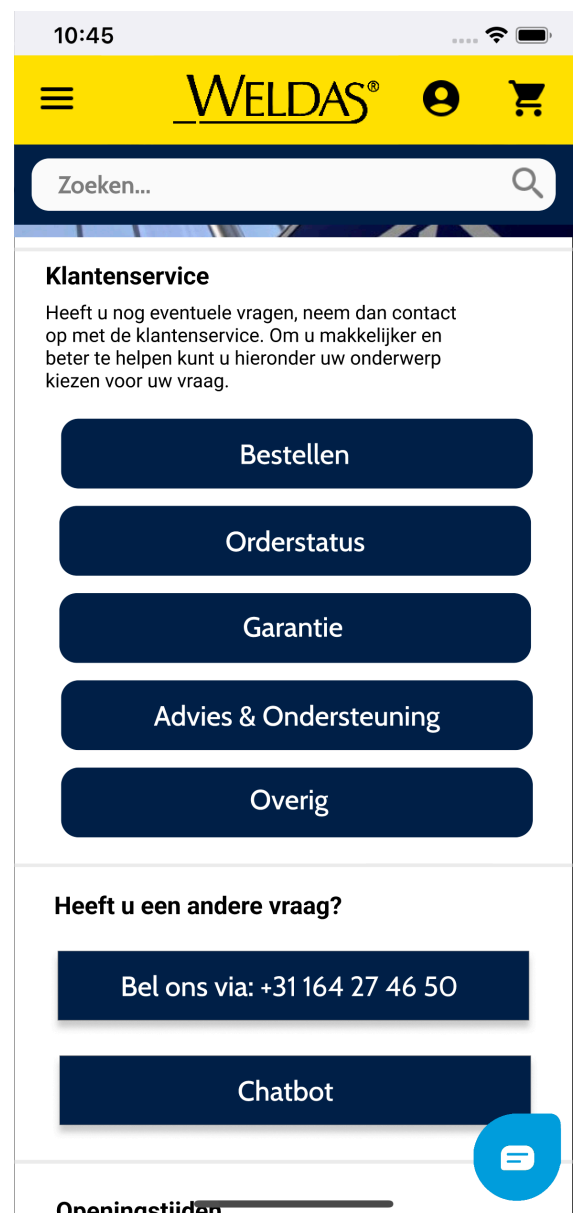 10:45
WELDAS®
Zoeken...
Klantenservice
Heeft u nog eventuele vragen, neem dan contact
op met de klantenservice. Om u makkelijker en
beter te helpen kunt u hieronder uw onderwerp
kiezen voor uw vraag.
Bestellen
Orderstatus
Garantie
Advies & Ondersteuning
Overig
Heeft u een andere vraag?
Bel ons via: +31 164 27 46 50
Chatbot
Openingstijden